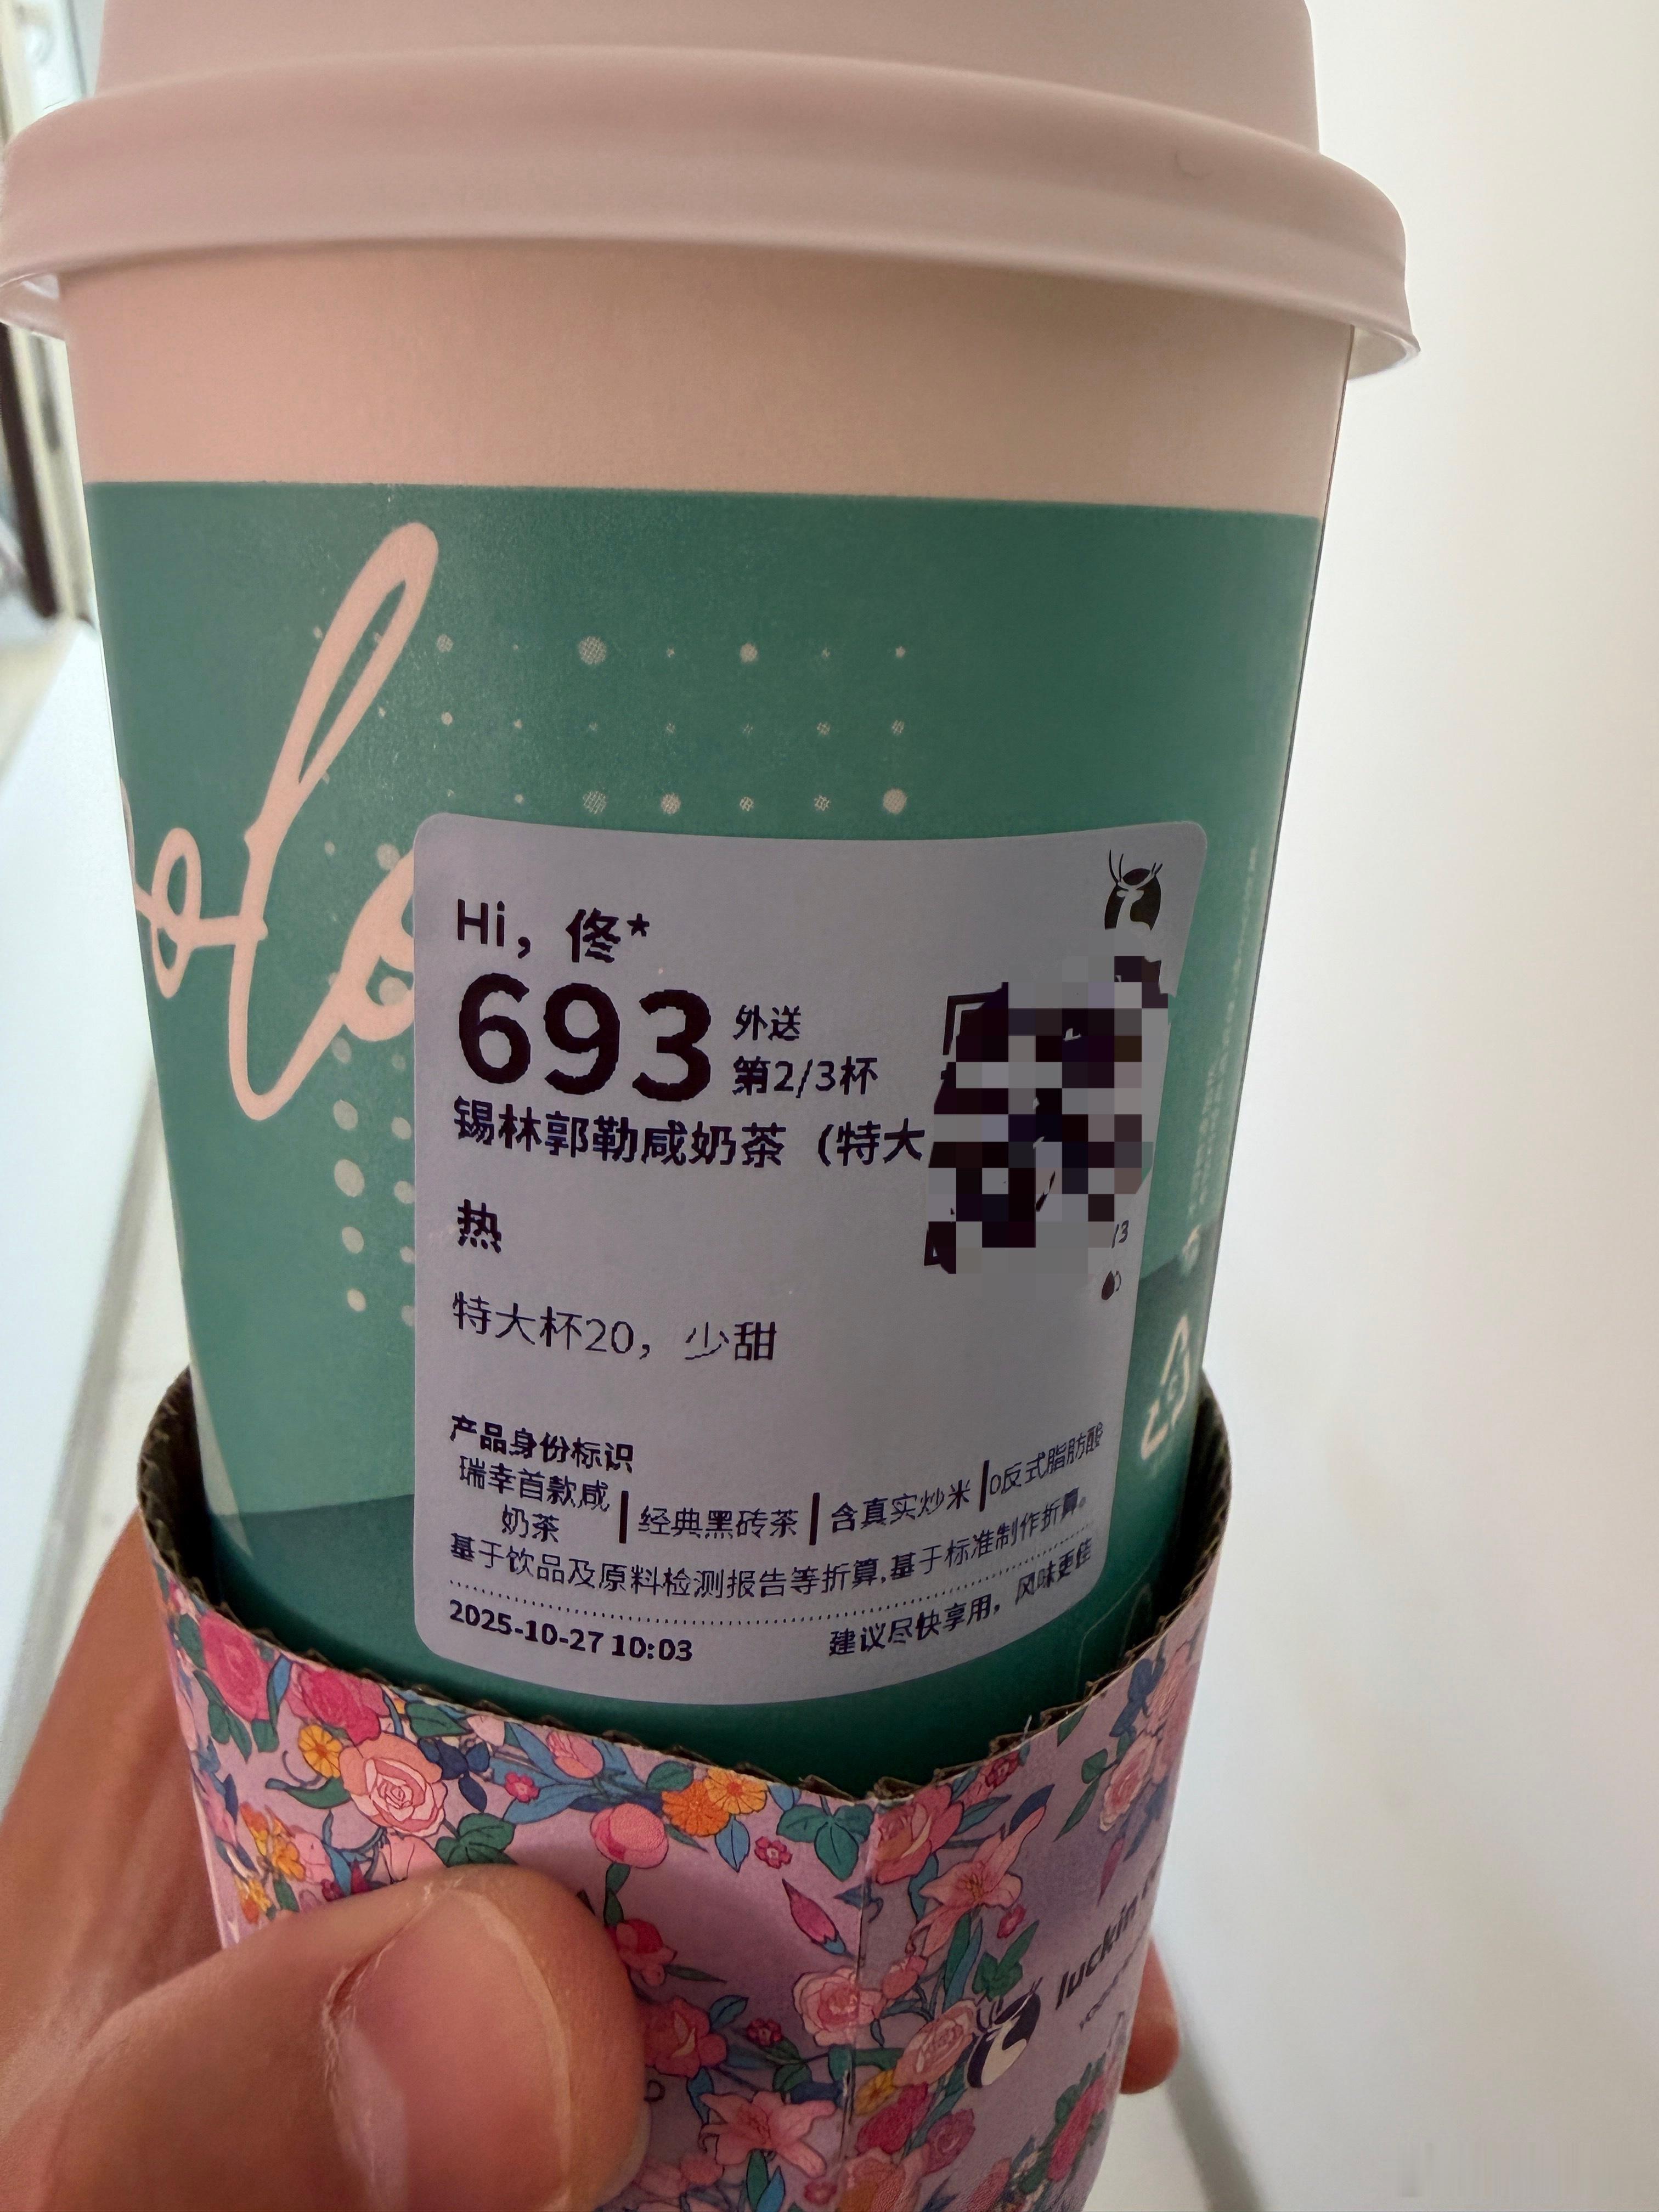 olo
Hi, 佟*
693 外送
第2/3杯
锡林郭勒咸奶茶（特大
热
/3
特大杯20，少甜
产品身份标识
瑞幸首款咸奶茶 | 经典黑砖茶 | 含真实炒米 | 0反式脂肪酸
基于饮品及原料检测报告等折算,基于标准制作折算。
2025-10-27 10:03 建议尽快享用，风味更佳
luckin